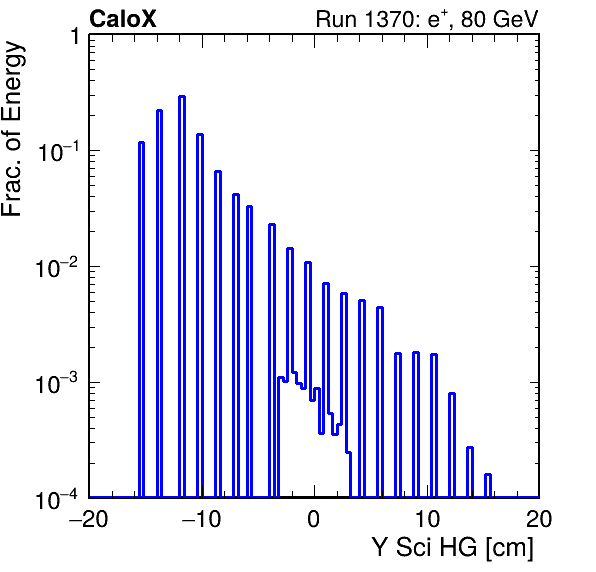 CaloX Run 1370: e⁺, 80 GeV
Frac. of Energy
1
10⁻¹
10⁻²
10⁻³
10⁻⁴
−20 −10 0 10 20
Y Sci HG [cm]